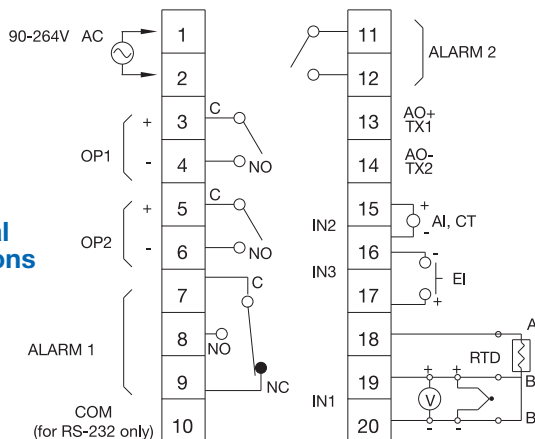 90-264V AC
1
2
OP1
+
3
C
-
4
NO
al
ons
OP2
+
5
C
-
6
NO
ALARM 1
7
C
8
NO
9
NC
COM
(for RS-232 only)
10
11
12
ALARM 2
13
AO+
TX1
14
AO-
TX2
IN2
15
+
AI, CT
-
IN3
16
-
EI
17
+
18
A
RTD
IN1
19
+
+
B
V
20
-
-
B